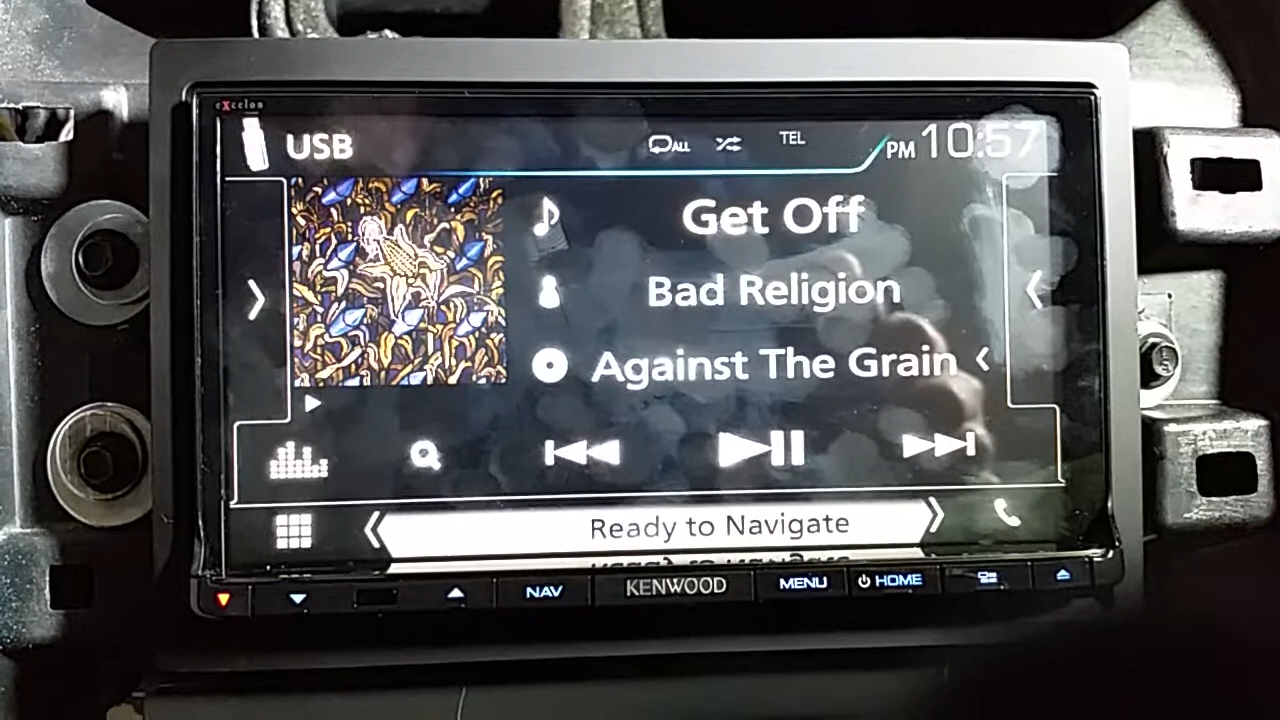 eXcelon
USB
ALL
TEL
PM 10:57
Get Off
Bad Religion
Against The Grain
Ready to Navigate
NAV
KENWOOD
MENU
HOME